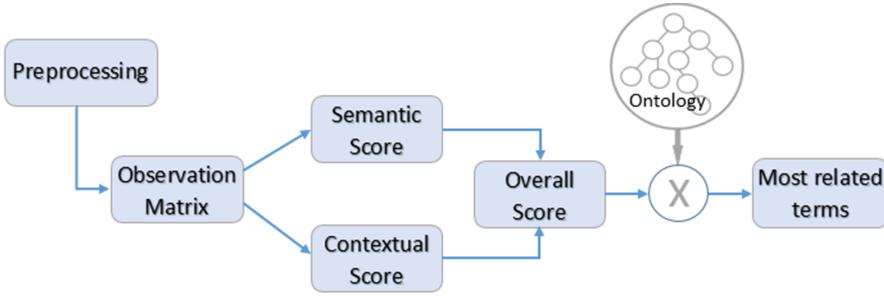 Preprocessing
Observation
Matrix
Semantic
Score
Contextual
Score
Overall
Score
Ontology
X
Most related
terms